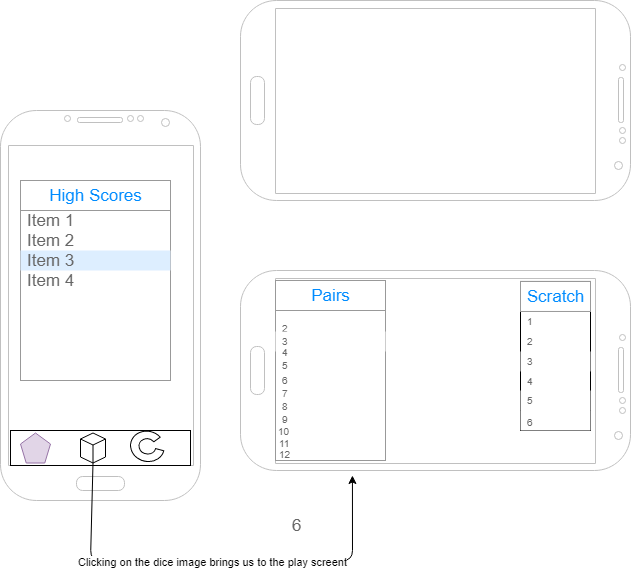 High Scores
Item 1
Item 2
Item 3
Item 4
Pairs
2
3
4
5
6
7
8
9
10
11
12
Scratch
1
2
3
4
5
6
6
Clicking on the dice image brings us to the play screent